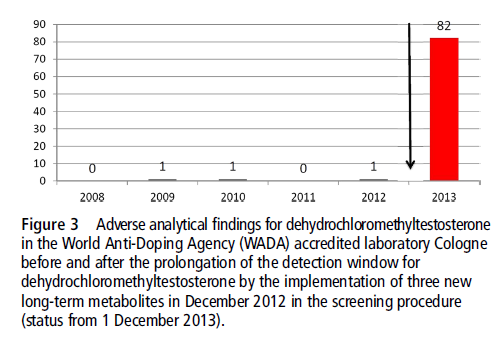 90
80
70
60
50
40
30
20
10
0
0 1 1 0 1 82
2008 2009 2010 2011 2012 2013
Figure 3 Adverse analytical findings for dehydrochloromethyltestosterone
in the World Anti-Doping Agency (WADA) accredited laboratory Cologne
before and after the prolongation of the detection window for
dehydrochloromethyltestosterone by the implementation of three new
long-term metabolites in December 2012 in the screening procedure
(status from 1 December 2013).